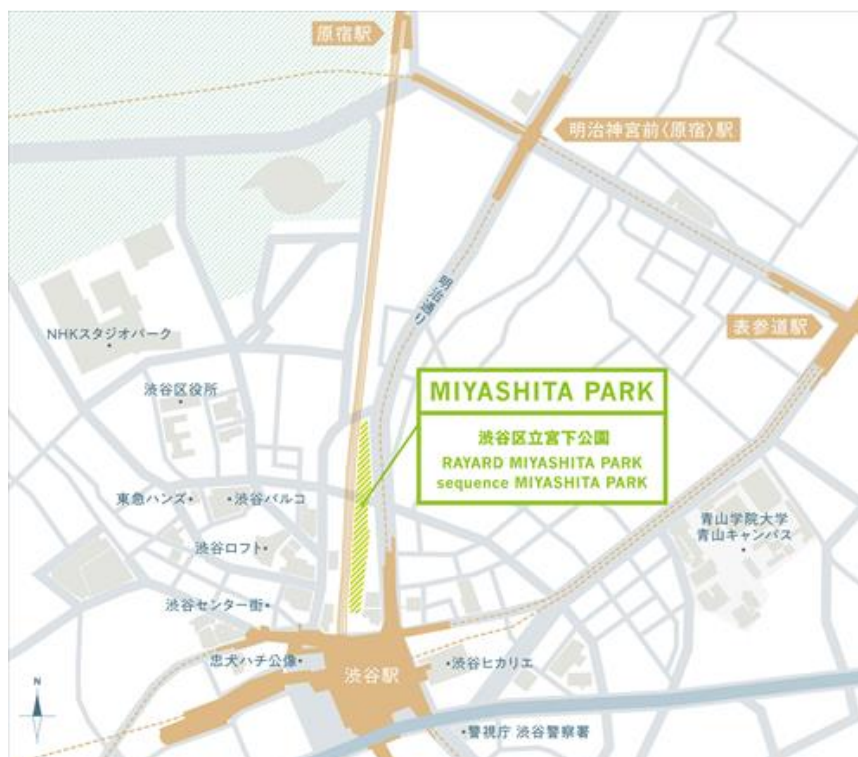 原宿駅
明治神宮前〈原宿〉駅
明治通り
表参道駅
NHKスタジオパーク
渋谷区役所
MIYASHITA PARK
渋谷区立宮下公園
RAYARD MIYASHITA PARK
sequence MIYASHITA PARK
東急ハンズ
渋谷パルコ
渋谷ロフト
青山学院大学
青山キャンパス
渋谷センター街
忠犬ハチ公像
渋谷駅
渋谷ヒカリエ
N
警視庁 渋谷警察署